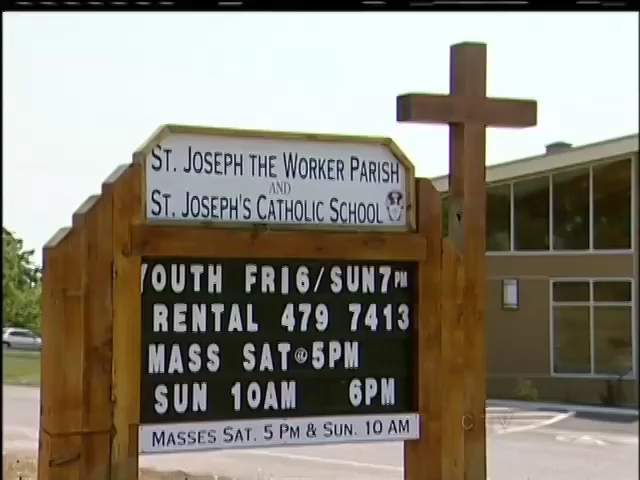 ST. JOSEPH THE WORKER PARISH
AND
ST. JOSEPH'S CATHOLIC SCHOOL
YOUTH FRI6/SUN7PM
RENTAL 479 7413
MASS SAT@5PM
SUN 10AM 6PM
MASSES SAT. 5 PM & SUN. 10 AM